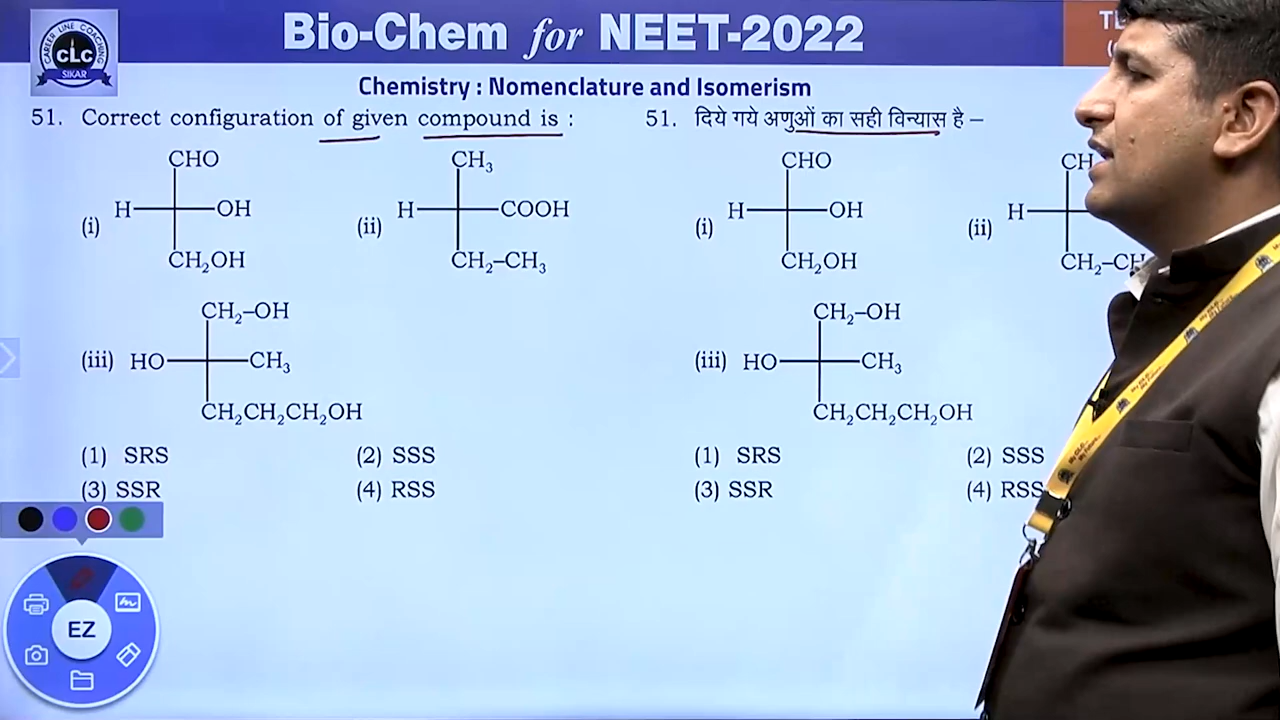 CAREER LINE COACHING
CLC
SIKAR
Bio-Chem for NEET-2022
Chemistry : Nomenclature and Isomerism
51. Correct configuration of given compound is :
CHO
H OH
(i)
CH₂OH
CH₃
H COOH
(ii)
CH₂–CH₃
CH₂–OH
(iii) HO CH₃
CH₂CH₂CH₂OH
(1) SRS (2) SSS
(3) SSR (4) RSS
51. दिये गये अणुओं का सही विन्यास है –
CHO
H OH
(i)
CH₂OH
CH
H
(ii)
CH₂–CH
CH₂–OH
(iii) HO CH₃
CH₂CH₂CH₂OH
(1) SRS (2) SSS
(3) SSR (4) RSS
EZ